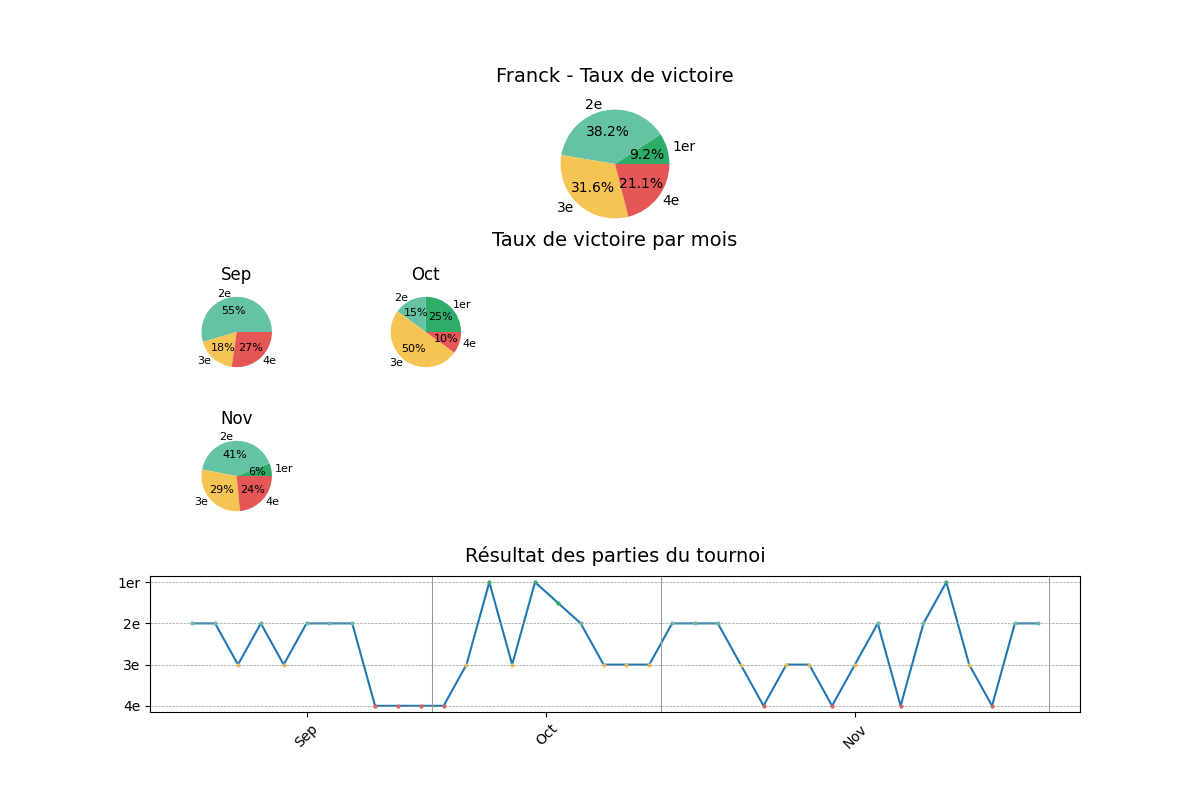 Franck - Taux de victoire
2e
38.2%
1er
9.2%
31.6%
21.1%
3e
4e
Taux de victoire par mois
Sep
2e
55%
18%
27%
3e
4e
Oct
2e
1er
15%
25%
10%
4e
50%
3e
Nov
2e
41%
1er
6%
29%
24%
3e
4e
Résultat des parties du tournoi
1er
2e
3e
4e
Sep
Oct
Nov